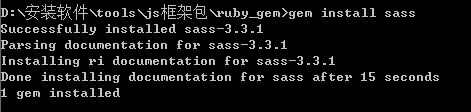 D:\安装软件\tools\js框架包\ruby_gem>gem install sass
Successfully installed sass-3.3.1
Parsing documentation for sass-3.3.1
Installing ri documentation for sass-3.3.1
Done installing documentation for sass after 15 seconds
1 gem installed